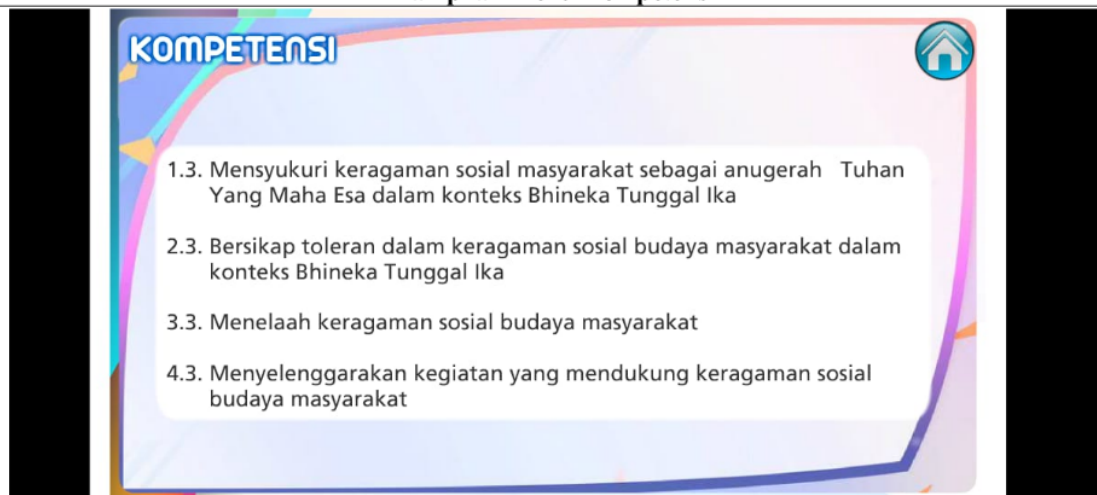 KOMPETENSI
1.3. Mensyukuri keragaman sosial masyarakat sebagai anugerah Tuhan
Yang Maha Esa dalam konteks Bhineka Tunggal Ika
2.3. Bersikap toleran dalam keragaman sosial budaya masyarakat dalam
konteks Bhineka Tunggal Ika
3.3. Menelaah keragaman sosial budaya masyarakat
4.3. Menyelenggarakan kegiatan yang mendukung keragaman sosial
budaya masyarakat